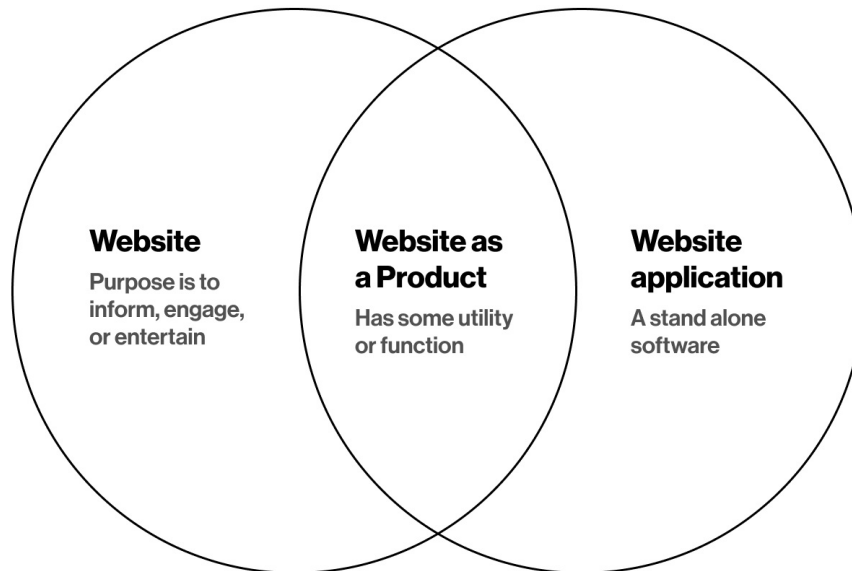 Website
Purpose is to
inform, engage,
or entertain
Website as
a Product
Has some utility
or function
Website
application
A stand alone
software